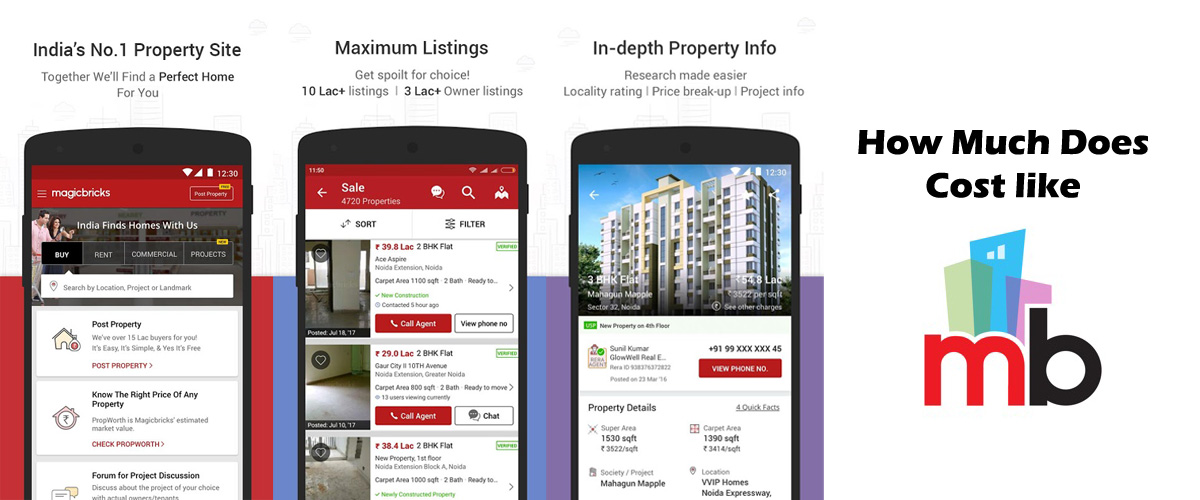 India's No.1 Property Site
Together We'll Find a Perfect Home
For You
12:30
magicbricks
FREE
Post Property
India Finds Homes With Us
BUY
RENT
COMMERCIAL
NEW
PROJECTS
Search by Location, Project or Landmark
Post Property
We've over 15 Lac buyers for you!
It's Easy, It's Simple, & Yes It's Free
POST PROPERTY >
Know The Right Price Of Any
Property
PropWorth is Magicbricks' estimated
market value.
CHECK PROPWORTH >
Forum for Project Discussion
Discuss about the project of your choice
with actual owners/tenants.
Maximum Listings
Get spoilt for choice!
10 Lac+ listings | 3 Lac+ Owner listings
11:50
12:30
Sale
4720 Properties
SORT
FILTER
₹ 39.8 Lac 2 BHK Flat
VERIFIED
Ace Aspire
Noida Extension, Noida
Carpet Area 1100 sqft · 2 Bath · Ready to...
New Construction
Contacted 5 hour ago
Posted: Jul 18, '17
Call Agent
View phone no
₹ 29.0 Lac 2 BHK Flat
VERIFIED
Gaur City II 10TH Avenue
Noida Extension, Greater Noida
Carpet Area 800 sqft · 2 Bath · Ready to move
13 users viewing currently
Posted: Jul 10, '17
Call Agent
Chat
₹ 38.4 Lac 2 BHK Flat
VERIFIED
New Property, 1st floor
Noida Extension Block A, Noida
Carpet Area 1000 sqft · 2 Bath · Ready to...
Newly Constructed Property
In-depth Property Info
Research made easier
Locality rating | Price break-up | Project info
12:30
3 BHK Flat
₹54.8 Lac
Mahagun Mapple
₹3522 per sqft
Sector 32, Noida
See other charges
USP New Property on 4th Floor
RERA
AGENT
Sunil Kumar
GlowWell Real E...
Rera ID 938376372822
Posted on 23 Mar '16
+91 99 XXX XXX 45
VIEW PHONE NO.
Property Details
4 Quick Facts
Super Area
1530 sqft
₹ 3522/sqft
Carpet Area
1390 sqft
₹ 3414/sqft
Society / Project
Mahagun Mapple
Location
VVIP Homes
Noida Expressway,
How Much Does
Cost like
mb